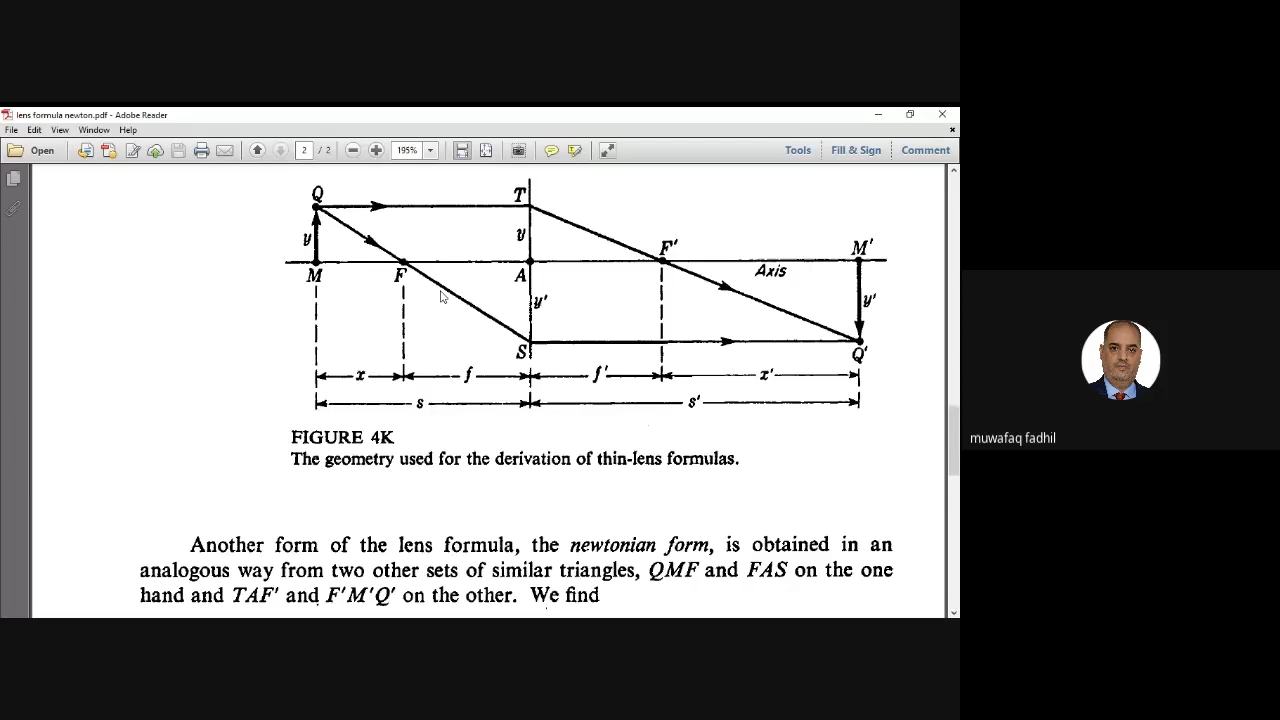 lens formula newton.pdf - Adobe Reader
File Edit View Window Help
Open 2 / 2 195% Tools Fill & Sign Comment
Q T
y y F' M'
M F A Axis
y' y'
S Q'
x f f' x'
s s'
FIGURE 4K
The geometry used for the derivation of thin-lens formulas.
Another form of the lens formula, the newtonian form, is obtained in an
analogous way from two other sets of similar triangles, QMF and FAS on the one
hand and TAF' and F'M'Q' on the other. We find
muwafaq fadhil